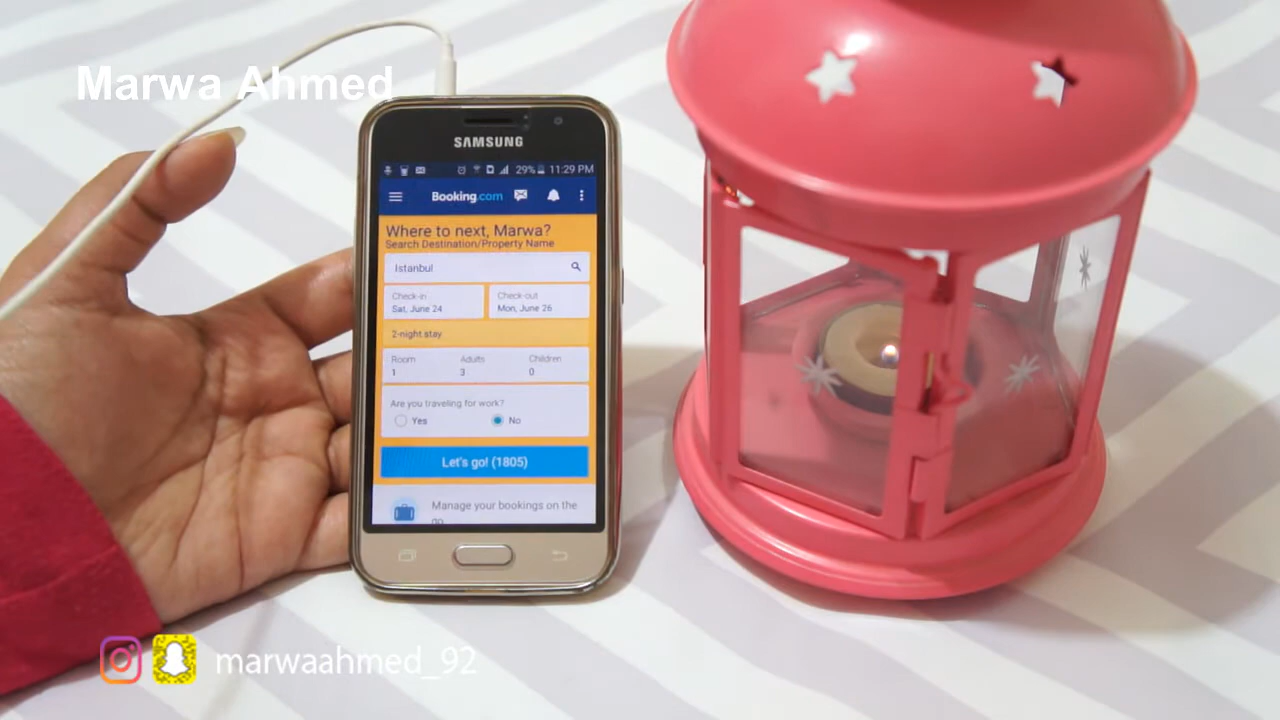 Marwa Ahmed
SAMSUNG
29% 11:29 PM
Booking.com
Where to next, Marwa?
Search Destination/Property Name
Istanbul
Check-in
Sat, June 24
Check-out
Mon, June 26
2-night stay
Room Adults Children
1 3 0
Are you traveling for work?
Yes No
Let's go! (1805)
Manage your bookings on the
go
marwaahmed_92